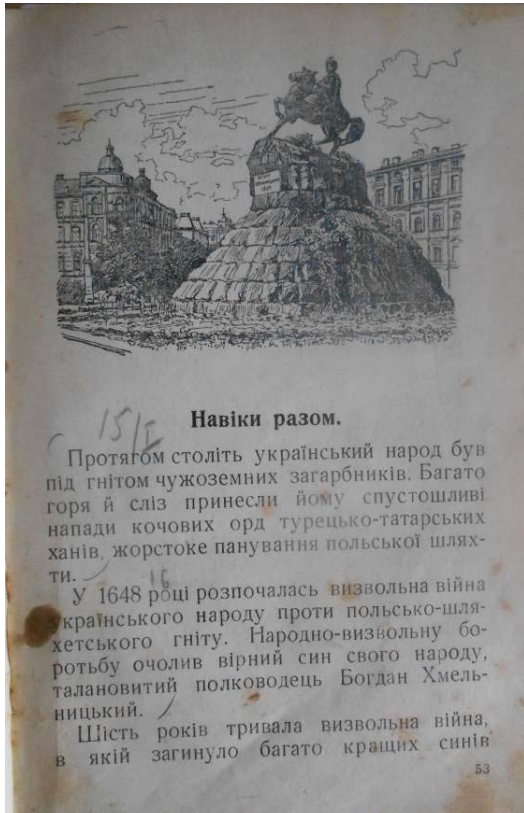 15/I
Навіки разом.
Протягом століть український народ був
під гнітом чужоземних загарбників. Багато
горя й сліз принесли йому спустошливі
напади кочових орд турецько-татарських
ханів, жорстоке панування польської шлях-
ти.
16
У 1648 році розпочалась визвольна війна
українського народу проти польсько-шля-
хетського гніту. Народно-визвольну бо-
ротьбу очолив вірний син свого народу,
талановитий полководець Богдан Хмель-
ницький.
Шість років тривала визвольна війна,
в якій загинуло багато кращих синів
53